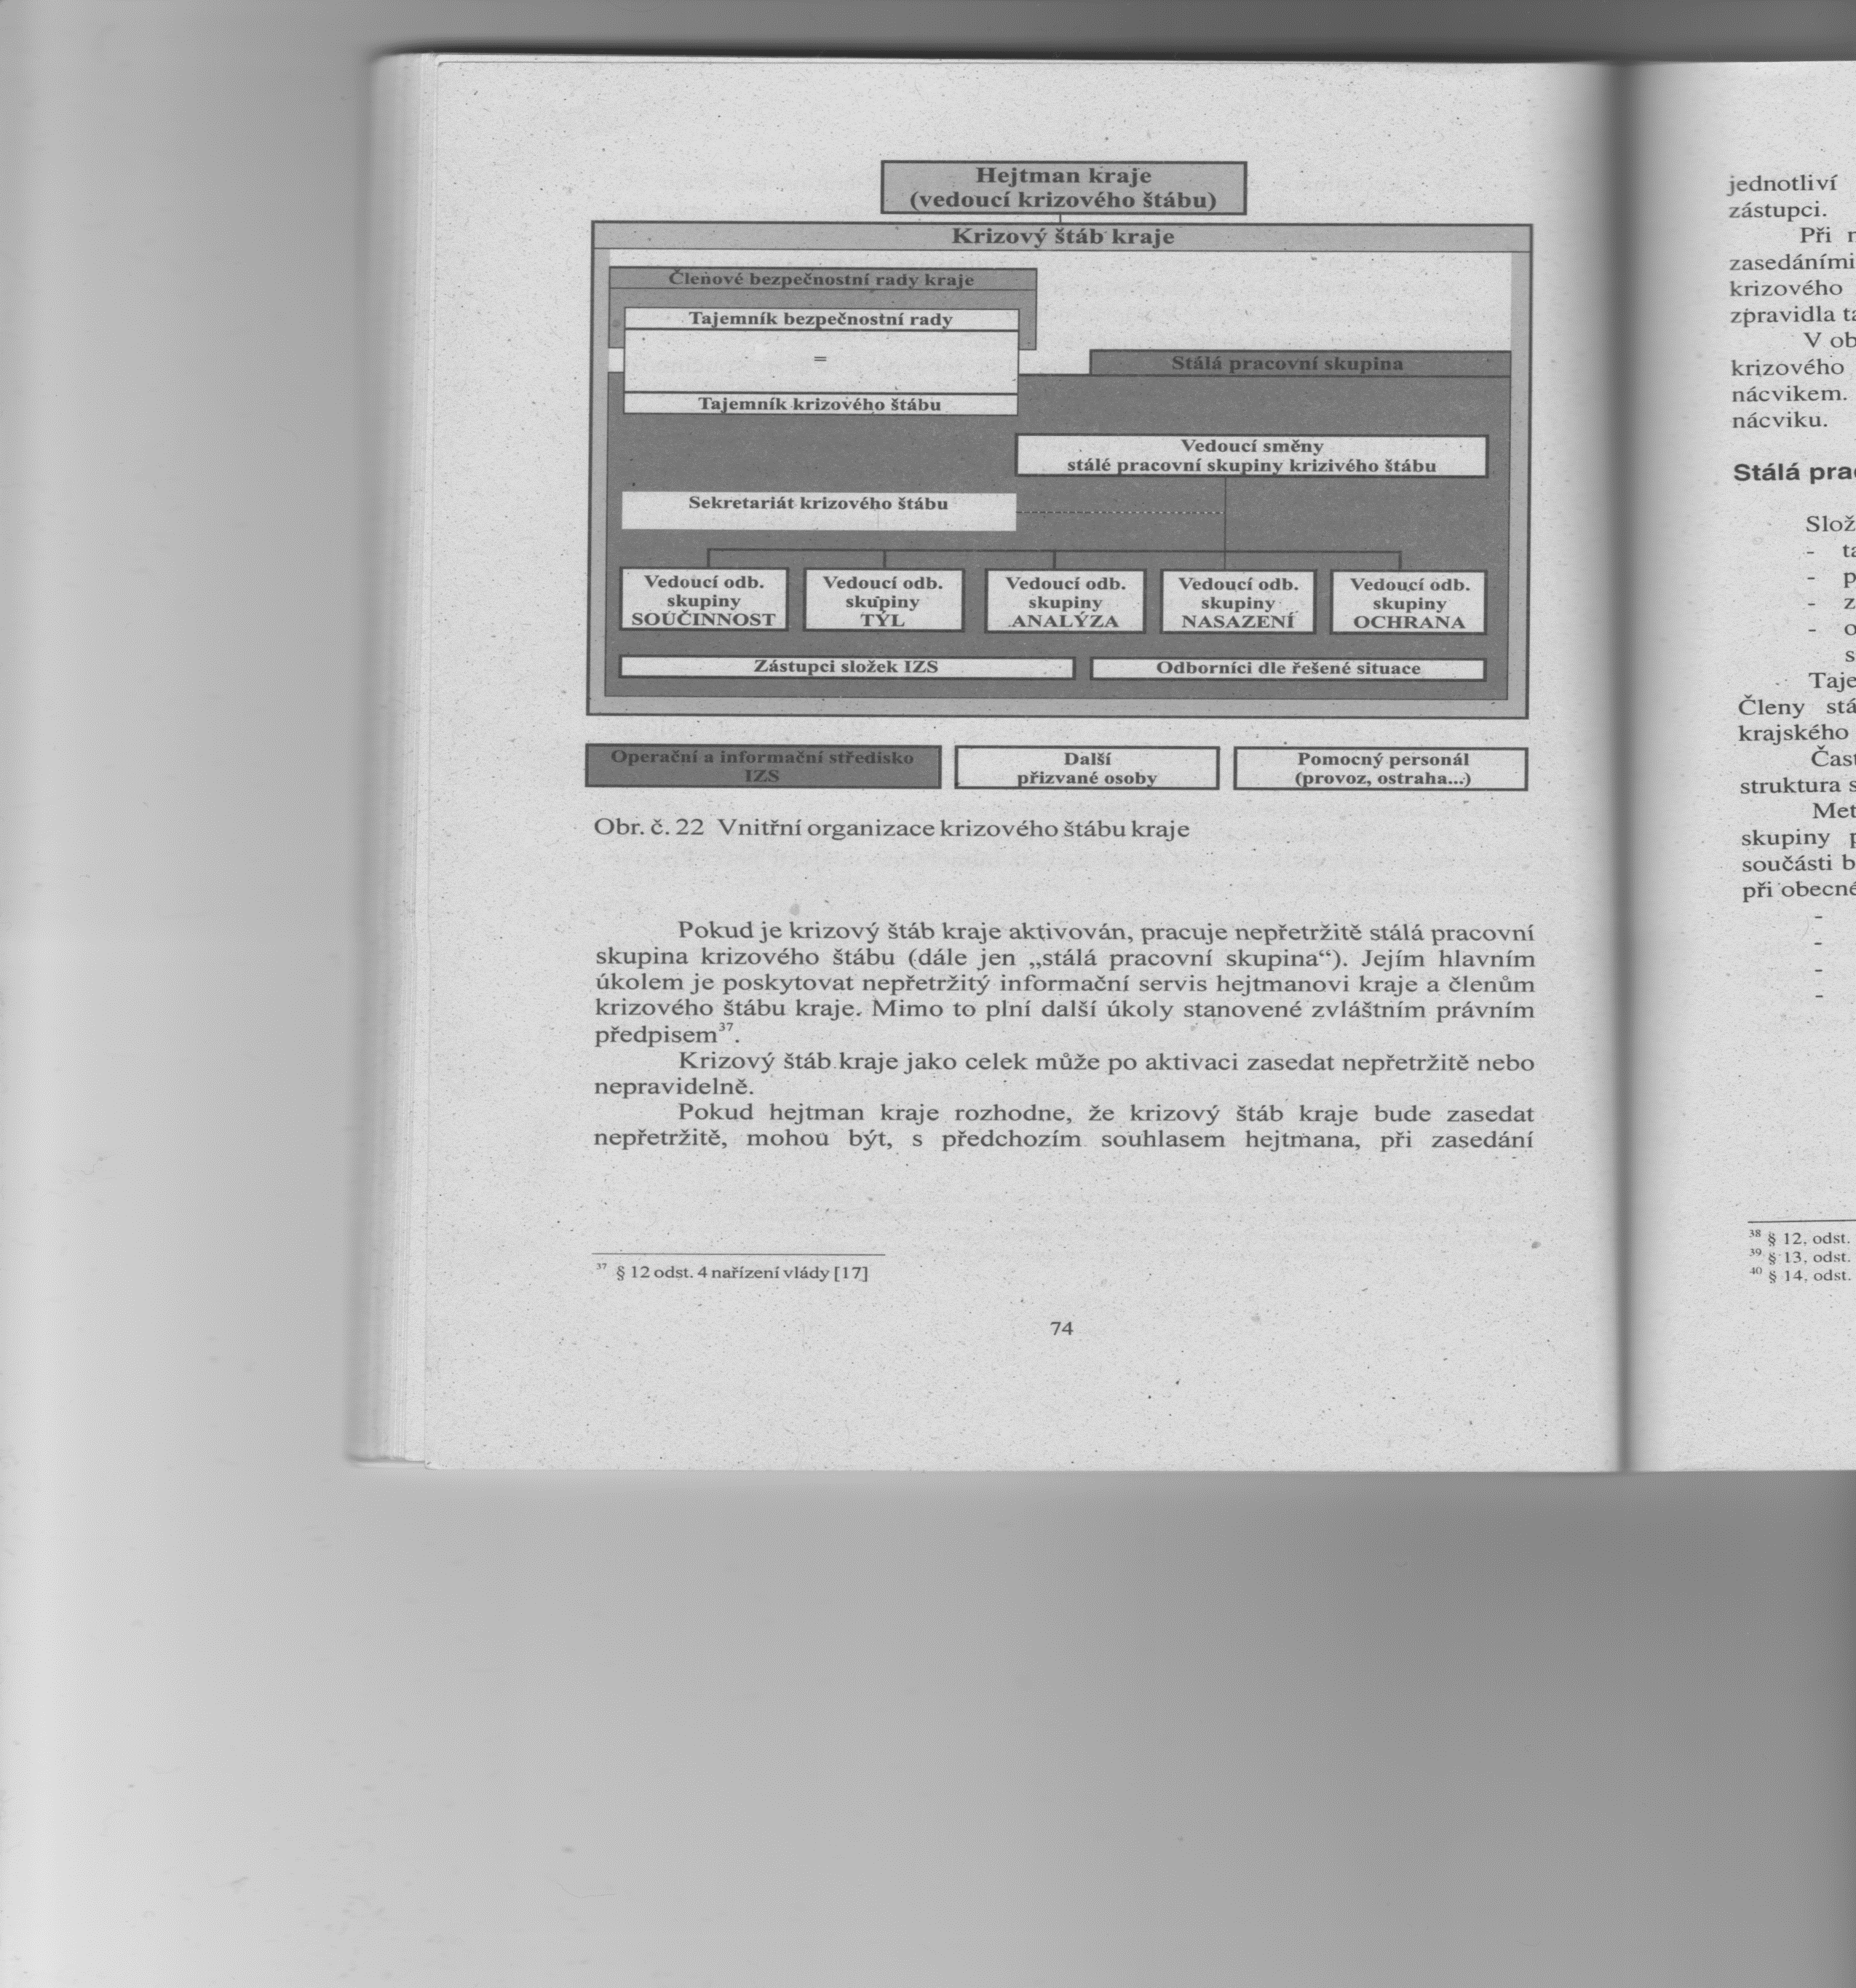 Hejtman kraje
(vedoucí krizového štábu)
Krizový štáb kraje
Členové bezpečnostní rady kraje
Tajemník bezpečnostní rady
=
Tajemník krizového štábu
Stálá pracovní skupina
Vedoucí směny
stálé pracovní skupiny krizivého štábu
Sekretariát krizového štábu
Vedoucí odb.
skupiny
SOUČINNOST
Vedoucí odb.
skupiny
TÝL
Vedoucí odb.
skupiny
ANALÝZA
Vedoucí odb.
skupiny
NASAZENÍ
Vedoucí odb.
skupiny
OCHRANA
Zástupci složek IZS
Odborníci dle řešené situace
Operační a informační středisko
IZS
Další
přizvané osoby
Pomocný personál
(provoz, ostraha...)
Obr. č. 22 Vnitřní organizace krizového štábu kraje
Pokud je krizový štáb kraje aktivován, pracuje nepřetržitě stálá pracovní
skupina krizového štábu (dále jen „stálá pracovní skupina“). Jejím hlavním
úkolem je poskytovat nepřetržitý informační servis hejtmanovi kraje a členům
krizového štábu kraje. Mimo to plní další úkoly stanovené zvláštním právním
předpisem37.
Krizový štáb kraje jako celek může po aktivaci zasedat nepřetržitě nebo
nepravidelně.
Pokud hejtman kraje rozhodne, že krizový štáb kraje bude zasedat
nepřetržitě, mohou být, s předchozím souhlasem hejtmana, při zasedání
37 § 12 odst. 4 nařízení vlády [17]
74
jednotliví
zástupci.
Při
zasedáními
krizového
zpravidla
V
krizového
nácvikem.
nácviku.
Stálá
-
-
-
-
Členy
krajského
struktura
skupiny
součásti
při
-
-
-
-
38 § 12, odst.
39 § 13, odst.
40 § 14, odst.